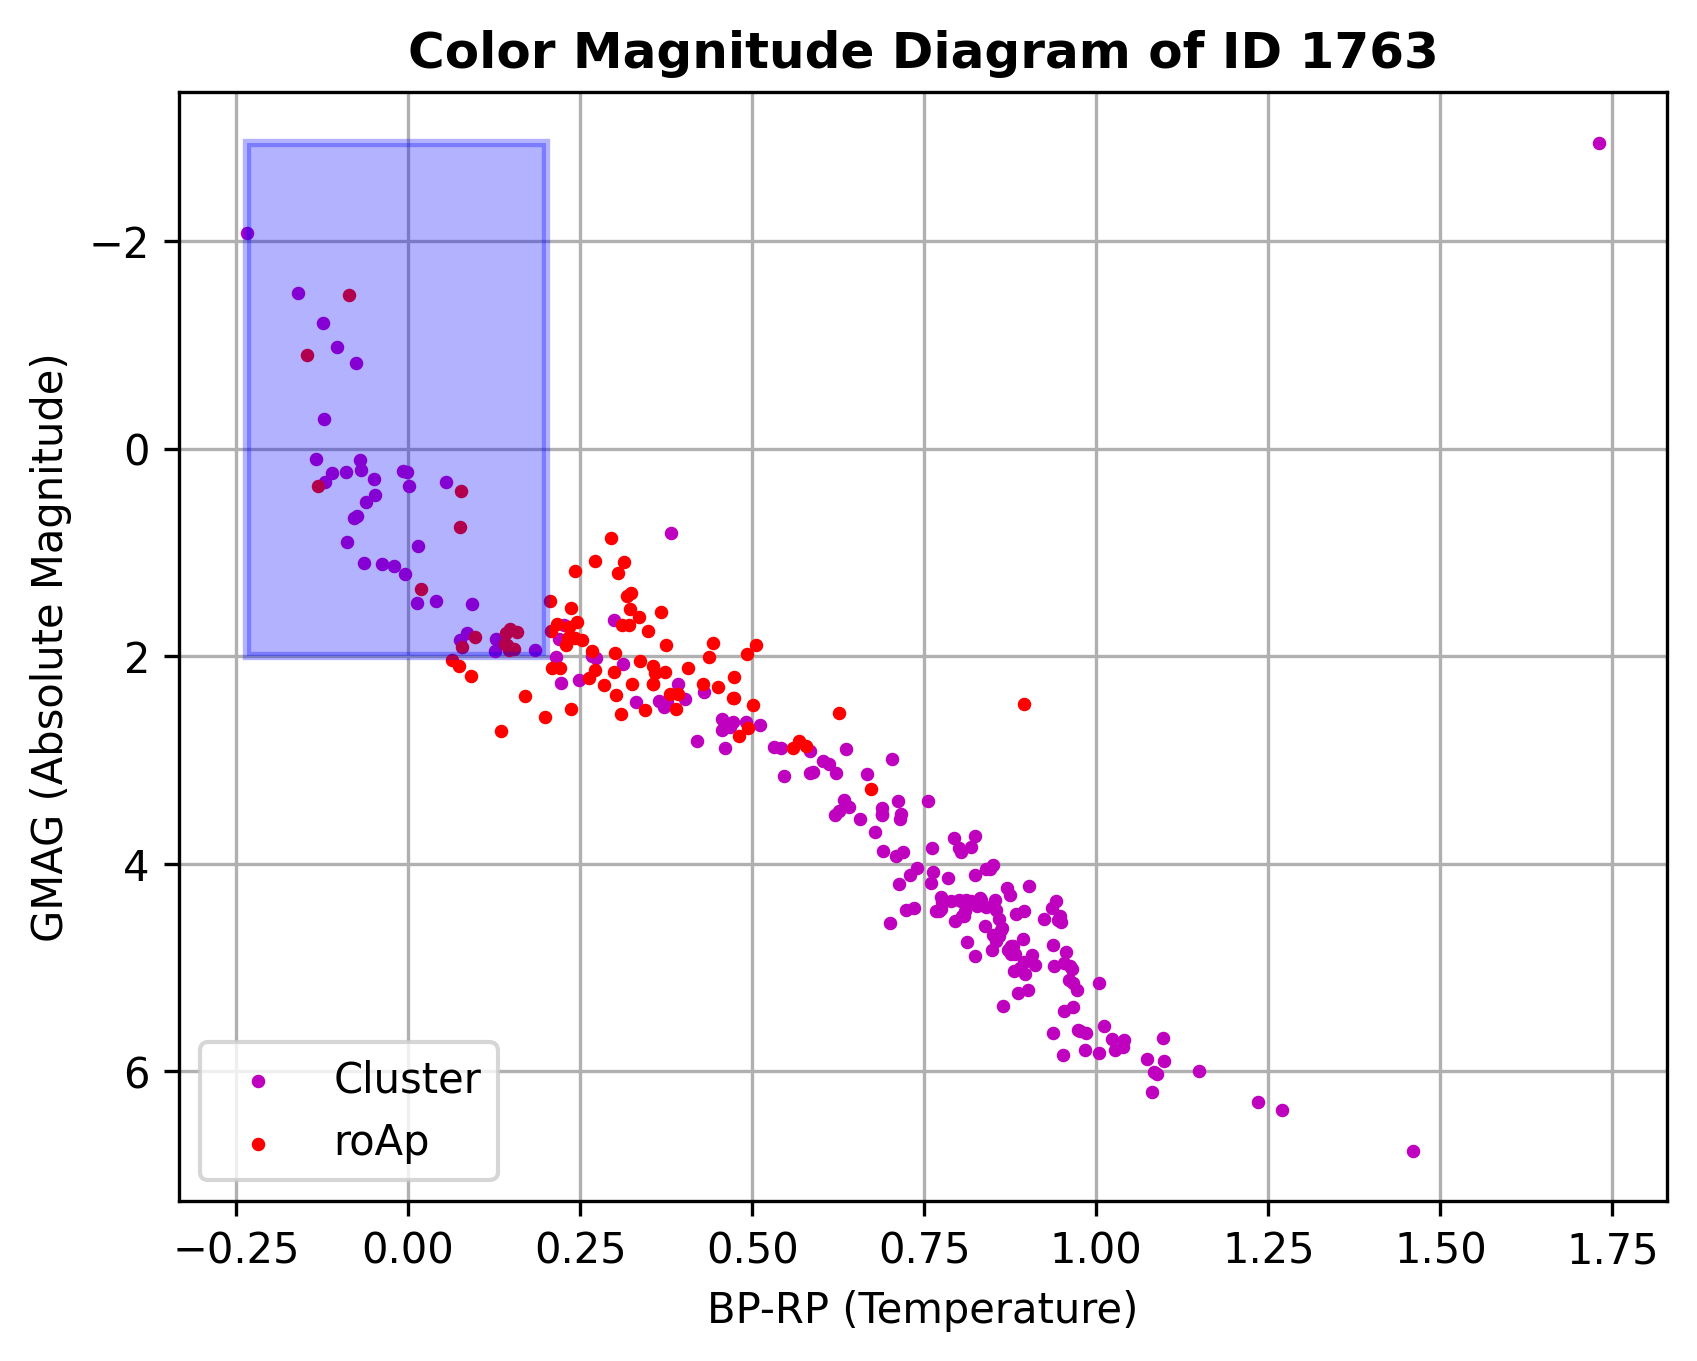 Color Magnitude Diagram of ID 1763
GMAG (Absolute Magnitude)
−2
0
2
4
6
Cluster
roAp
−0.25 0.00 0.25 0.50 0.75 1.00 1.25 1.50 1.75
BP-RP (Temperature)